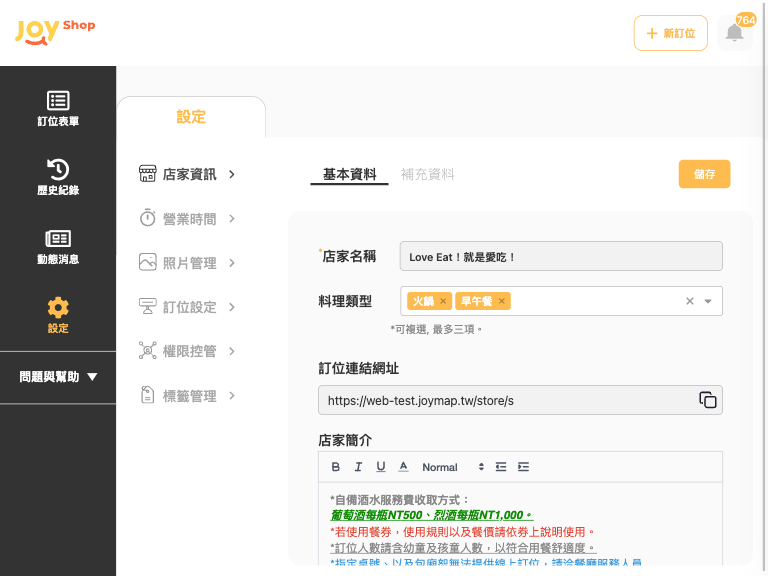 JOY Shop
+ 新訂位
764
訂位表單
歷史紀錄
動態消息
設定
問題與幫助 ▼
設定
店家資訊
營業時間
照片管理
訂位設定
權限控管
標籤管理
基本資料 補充資料
儲存
*店家名稱
Love Eat！就是愛吃！
料理類型
火鍋 × 早午餐 ×
*可複選, 最多三項。
訂位連結網址
https://web-test.joymap.tw/store/s
店家簡介
B I U A Normal
*自備酒水服務費收取方式：
葡萄酒每瓶NT500、烈酒每瓶NT1,000。
*若使用餐券，使用規則以及餐價請依券上說明使用。
*訂位人數請含幼童及孩童人數，以符合用餐舒適度。
*指定桌號、以及包廂恕無法提供線上訂位，請洽餐廳服務人員